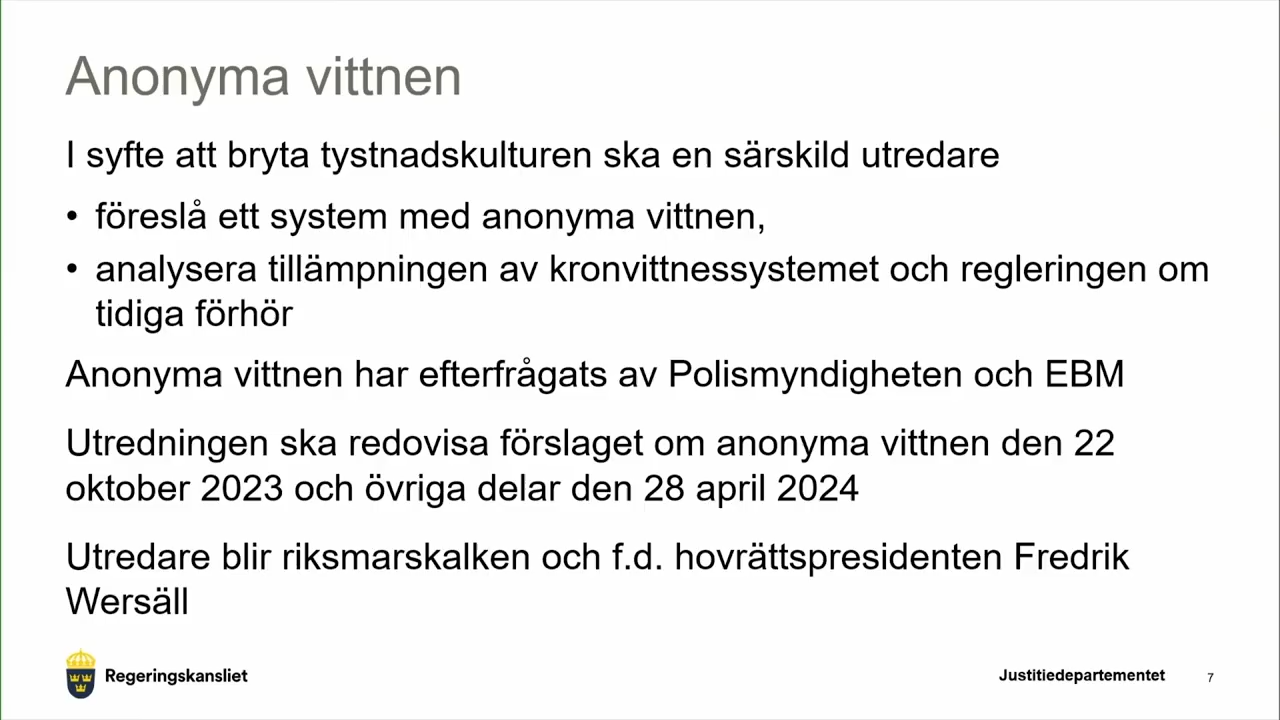 Anonyma vittnen
I syfte att bryta tystnadskulturen ska en särskild utredare
• föreslå ett system med anonyma vittnen,
• analysera tillämpningen av kronvittnessystemet och regleringen om
tidiga förhör
Anonyma vittnen har efterfrågats av Polismyndigheten och EBM
Utredningen ska redovisa förslaget om anonyma vittnen den 22
oktober 2023 och övriga delar den 28 april 2024
Utredare blir riksmarskalken och f.d. hovrättspresidenten Fredrik
Wersäll
Regeringskansliet
Justitiedepartementet
7